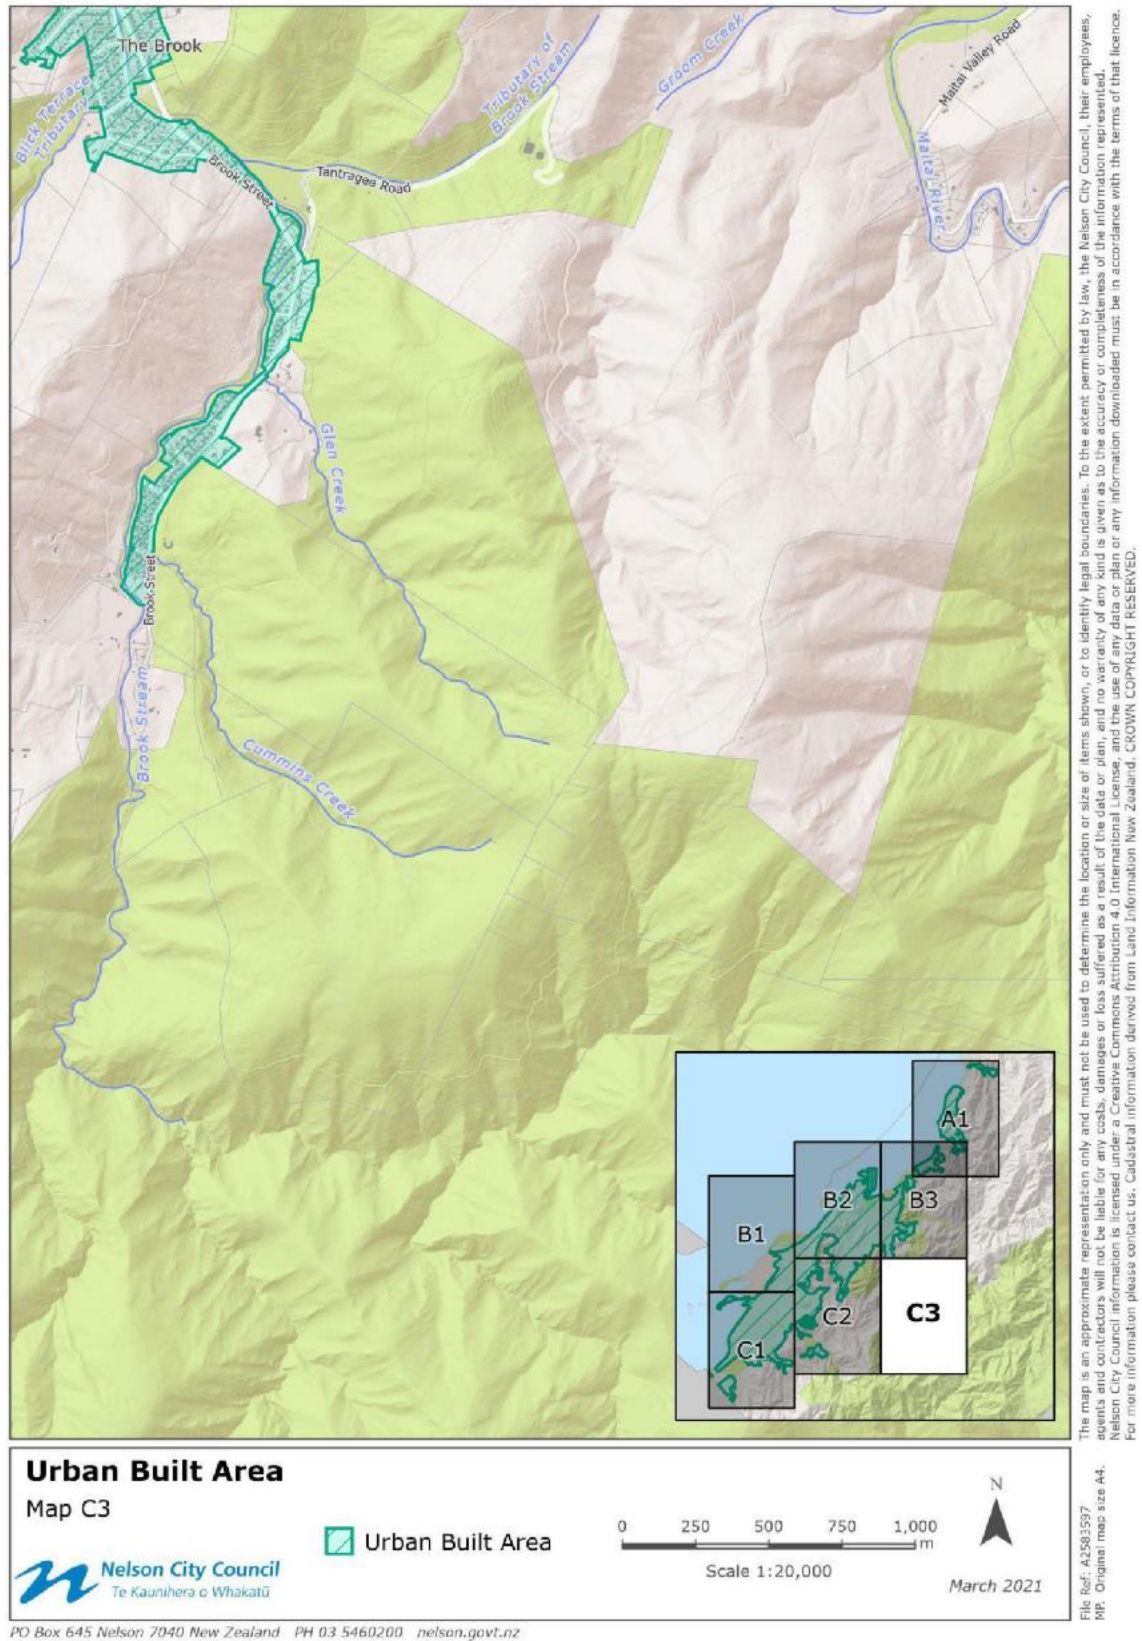 The Brook
Blick Terrace
Tributary
Tributary of
Brook Stream
Groom Creek
Maitai Valley Road
Maitai River
Brook Street
Tantragee Road
Glen Creek
Brook Street
Brook Stream
Cummins Creek
A1
B2
B3
B1
C2
C3
C1
The map is an approximate representation only and must not be used to determine the location or size of items shown, or to identify legal boundaries. To the extent permitted by law, the Nelson City Council, their employees,
agents and contractors will not be liable for any costs, damages or loss suffered as a result of the data or plan, and no warranty of any kind is given as to the accuracy or completeness of the information represented.
Nelson City Council information is licensed under a Creative Commons Attribution 4.0 International License, and the use of any data or plan or any information downloaded must be in accordance with the terms of that licence.
For more information please contact us. Cadastral information derived from Land Information New Zealand. CROWN COPYRIGHT RESERVED.
Urban Built Area
Map C3
Nelson City Council
Te Kaunihera o Whakatū
Urban Built Area
0 250 500 750 1,000
m
Scale 1:20,000
N
March 2021
File Ref: A2583597
MP. Original map size A4.
PO Box 645 Nelson 7040 New Zealand PH 03 5460200 nelson.govt.nz